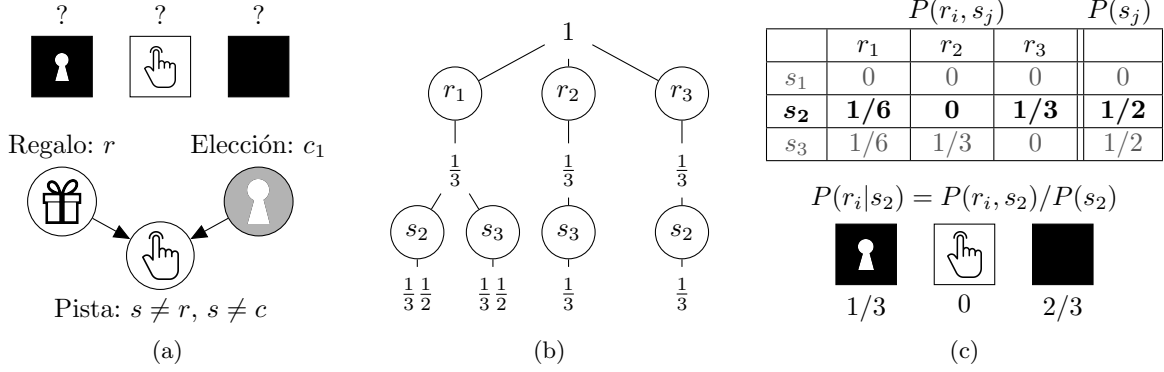 ? ? ?
Regalo: r Elección: c₁
Pista: s ≠ r, s ≠ c
(a)
1
r₁ r₂ r₃
1/3 1/3 1/3
s₂ s₃ s₃ s₂
1/3 1/2 1/3 1/2 1/3 1/3
(b)
P(rᵢ, sⱼ) P(sⱼ)
r₁ r₂ r₃
s₁ 0 0 0 0
s₂ 1/6 0 1/3 1/2
s₃ 1/6 1/3 0 1/2
P(rᵢ|s₂) = P(rᵢ, s₂)/P(s₂)
1/3 0 2/3
(c)